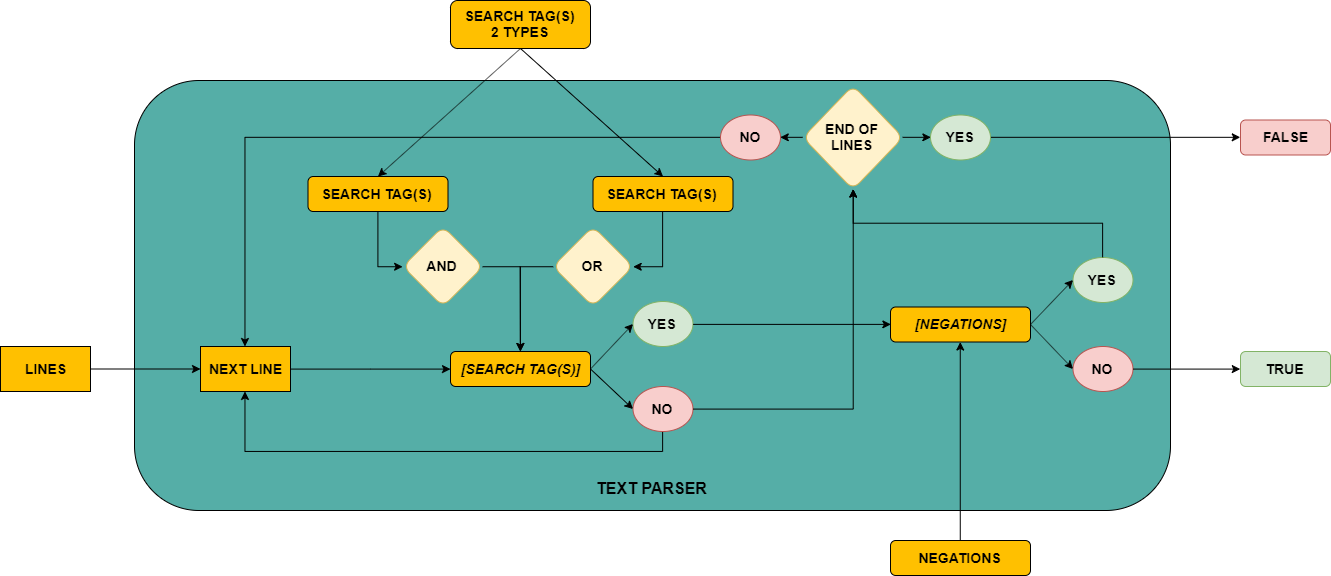 SEARCH TAG(S)
2 TYPES
NO
END OF
LINES
YES
FALSE
SEARCH TAG(S)
SEARCH TAG(S)
AND
OR
YES
YES
[NEGATIONS]
LINES
NEXT LINE
[SEARCH TAG(S)]
NO
TRUE
NO
TEXT PARSER
NEGATIONS